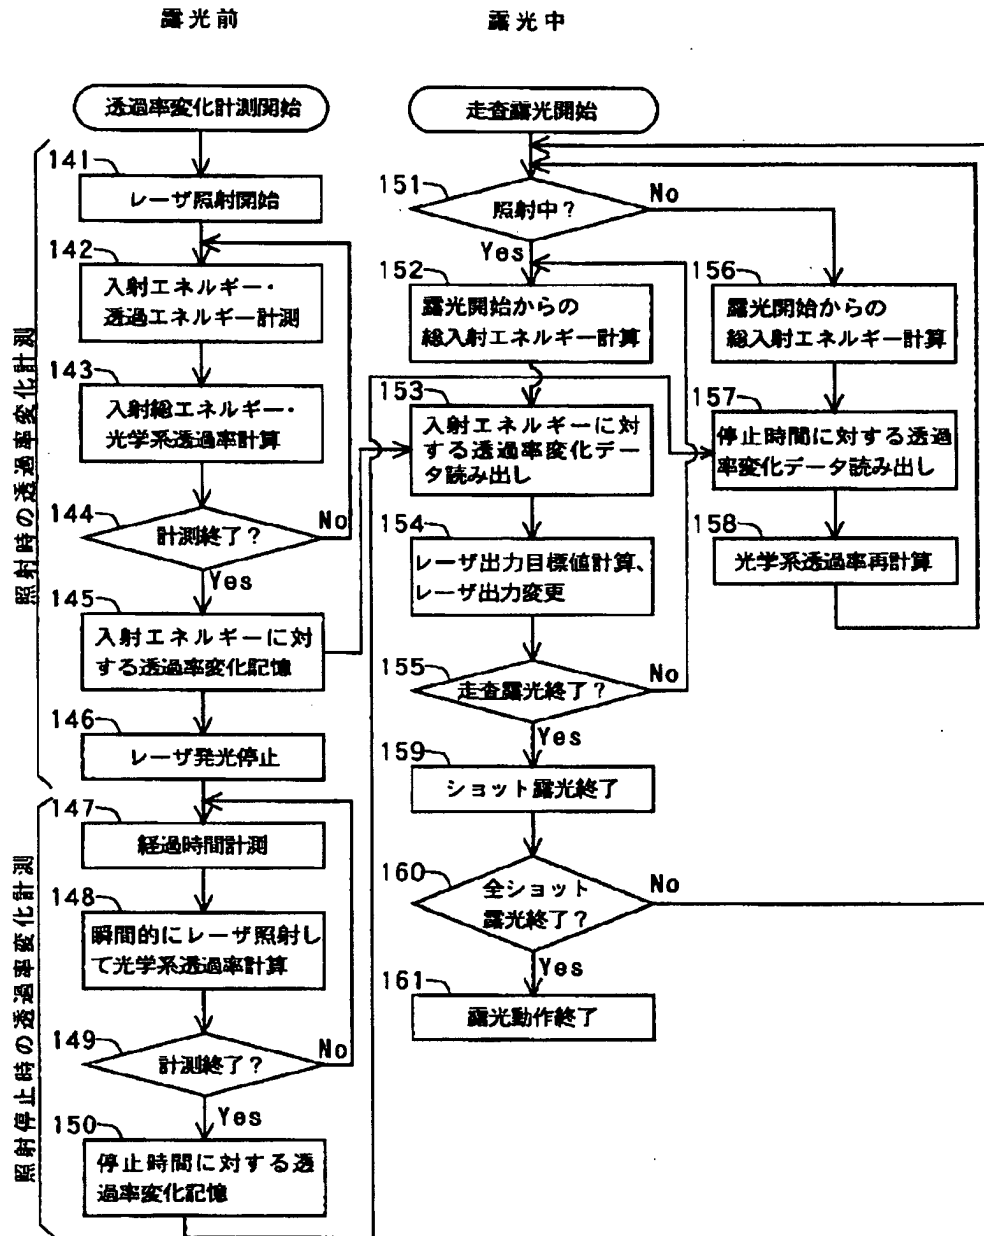 露光前
透過率変化計測開始
照射時の透過率変化計測
141
レーザ照射開始
142
入射エネルギー・
透過エネルギー計測
143
入射総エネルギー・
光学系透過率計算
144
計測終了?
No
Yes
145
入射エネルギーに対
する透過率変化記憶
146
レーザ発光停止
照射停止時の透過率変化計測
147
経過時間計測
148
瞬間的にレーザ照射し
て光学系透過率計算
149
計測終了?
No
Yes
150
停止時間に対する透
過率変化記憶
露光中
走査露光開始
151
照射中?
No
Yes
152
露光開始からの
総入射エネルギー計算
153
入射エネルギーに対
する透過率変化デー
タ読み出し
154
レーザ出力目標値計算、
レーザ出力変更
155
走査露光終了?
No
Yes
156
露光開始からの
総入射エネルギー計算
157
停止時間に対する透過
率変化データ読み出し
158
光学系透過率再計算
159
ショット露光終了
160
全ショット
露光終了?
No
Yes
161
露光動作終了